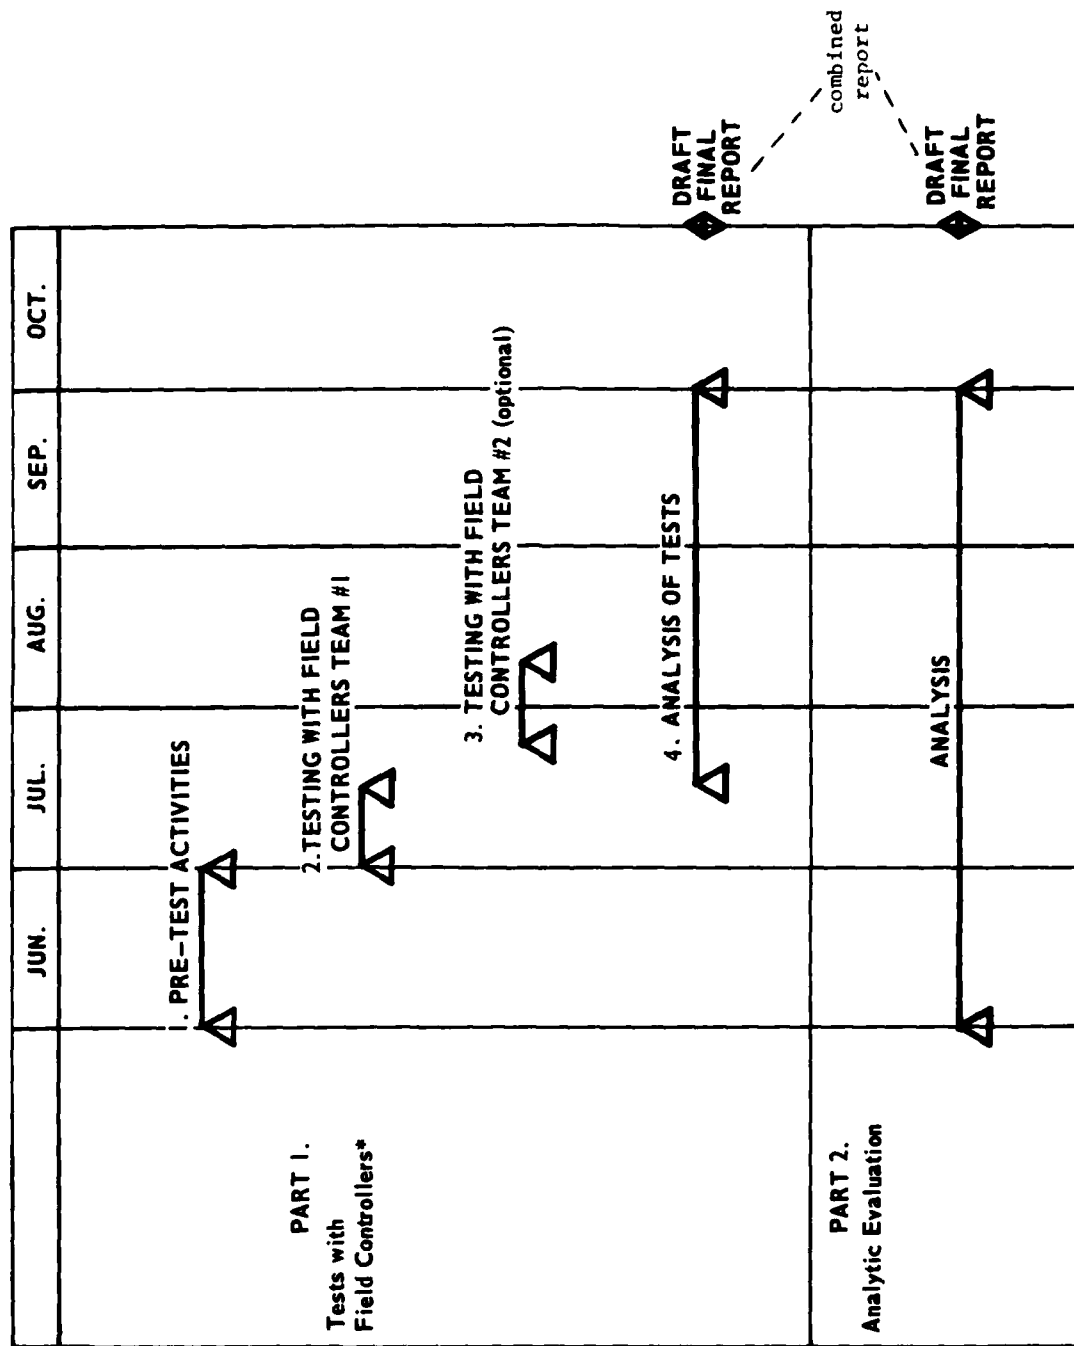 JUN.
JUL.
AUG.
SEP.
OCT.
PART 1.
Tests with
Field Controllers*
1. PRE-TEST ACTIVITIES
2. TESTING WITH FIELD
CONTROLLERS TEAM #1
3. TESTING WITH FIELD
CONTROLLERS TEAM #2 (optional)
4. ANALYSIS OF TESTS
DRAFT
FINAL
REPORT
combined
report
PART 2.
Analytic Evaluation
ANALYSIS
DRAFT
FINAL
REPORT